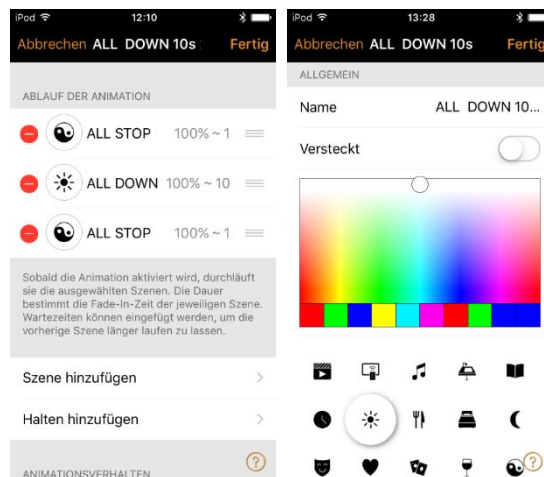 iPod 12:10
Abbrechen ALL DOWN 10s Fertig
ABLAUF DER ANIMATION
ALL STOP 100% ~ 1
ALL DOWN 100% ~ 10
ALL STOP 100% ~ 1
Sobald die Animation aktiviert wird, durchläuft
sie die ausgewählten Szenen. Die Dauer
bestimmt die Fade-In-Zeit der jeweiligen Szene.
Wartezeiten können eingefügt werden, um die
vorherige Szene länger laufen zu lassen.
Szene hinzufügen
Halten hinzufügen
?
ANIMATIONSVERHALTEN
iPod 13:28
Abbrechen ALL DOWN 10s Fertig
ALLGEMEIN
Name ALL DOWN 10...
Versteckt
?